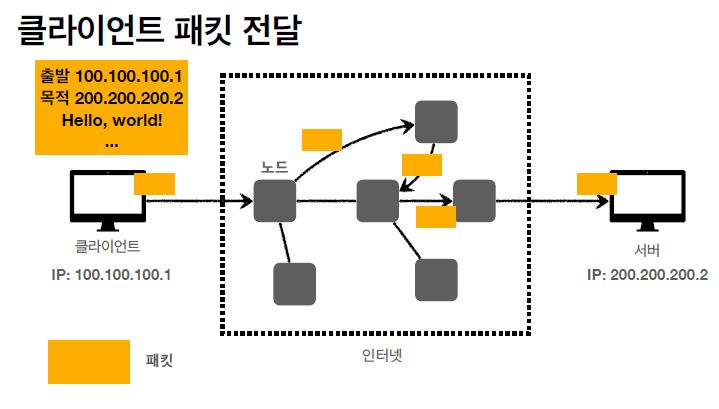 클라이언트 패킷 전달
출발 100.100.100.1
목적 200.200.200.2
Hello, world!
...
노드
클라이언트
IP: 100.100.100.1
서버
IP: 200.200.200.2
인터넷
패킷